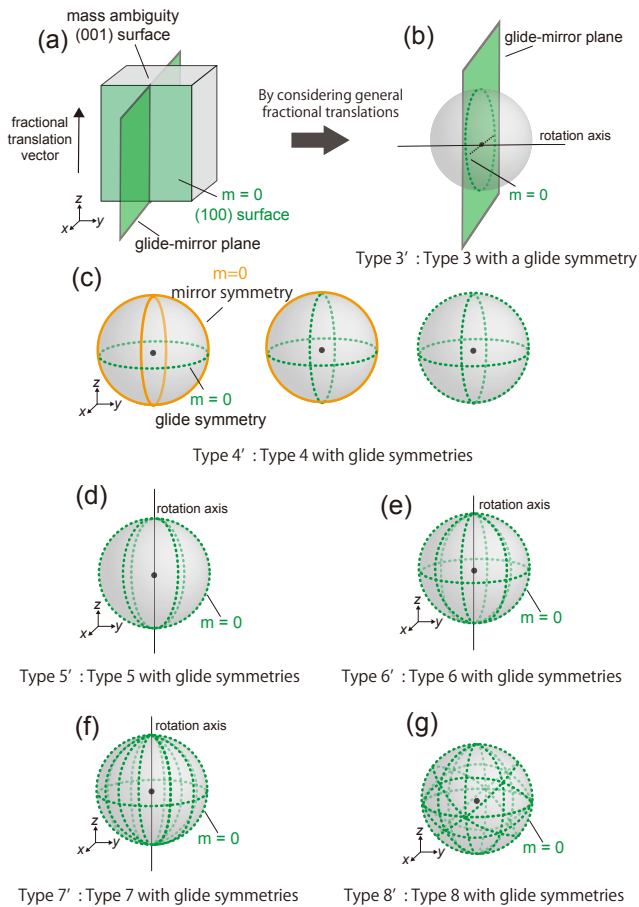 (a)
mass ambiguity
(001) surface
fractional
translation
vector
m = 0
(100) surface
z
y
x
glide-mirror plane
By considering general
fractional translations
(b)
glide-mirror plane
rotation axis
m = 0
Type 3′ : Type 3 with a glide symmetry
(c)
m=0
mirror symmetry
m = 0
glide symmetry
z
y
x
Type 4′ : Type 4 with glide symmetries
(d)
rotation axis
z
y
x
m = 0
Type 5′ : Type 5 with glide symmetries
(e)
rotation axis
z
y
x
m = 0
Type 6′ : Type 6 with glide symmetries
(f)
rotation axis
z
y
x
m = 0
Type 7′ : Type 7 with glide symmetries
(g)
z
y
x
m = 0
Type 8′ : Type 8 with glide symmetries